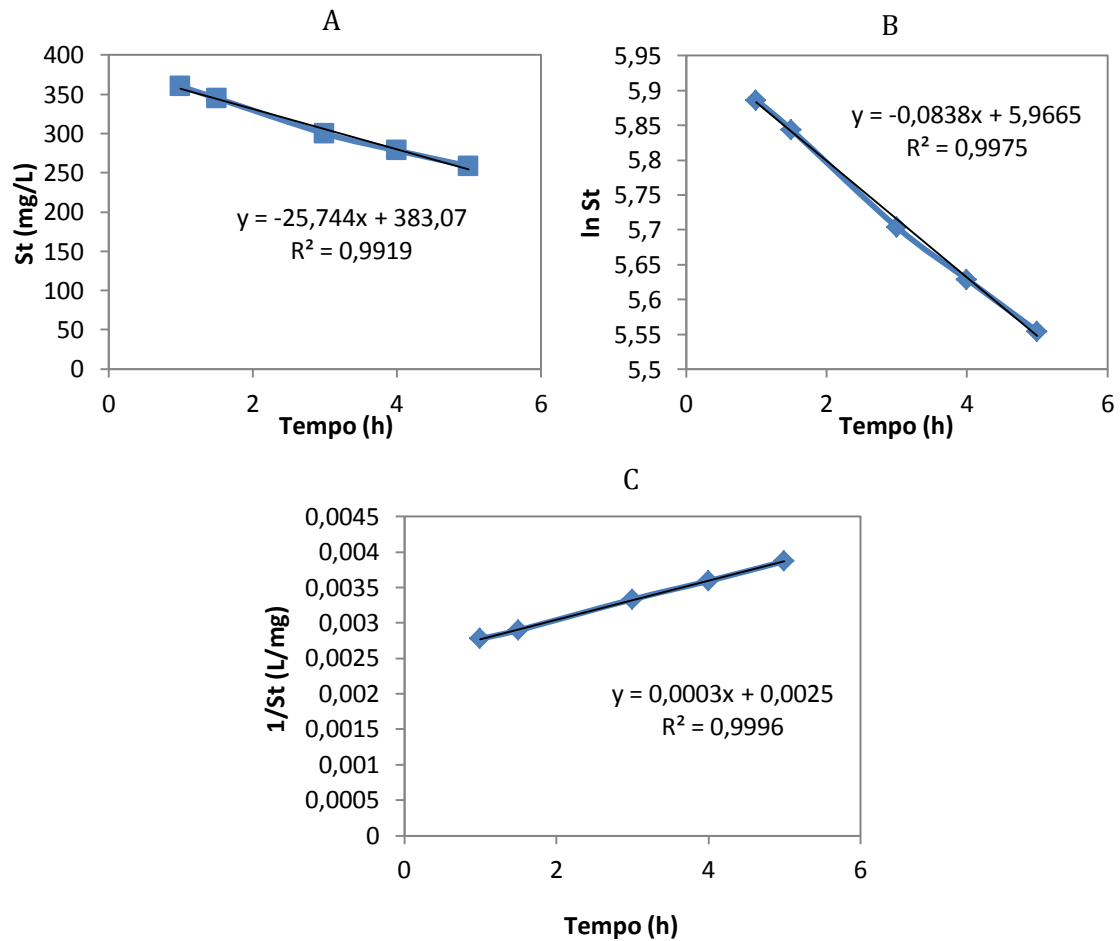 A
400
350
300
250
200
150
100
50
0
St (mg/L)
y = -25,744x + 383,07
R² = 0,9919
0 2 4 6
Tempo (h)
B
5,95
5,9
5,85
5,8
5,75
5,7
5,65
5,6
5,55
5,5
ln St
y = -0,0838x + 5,9665
R² = 0,9975
0 2 4 6
Tempo (h)
C
0,0045
0,004
0,0035
0,003
0,0025
0,002
0,0015
0,001
0,0005
0
1/St (L/mg)
y = 0,0003x + 0,0025
R² = 0,9996
0 2 4 6
Tempo (h)